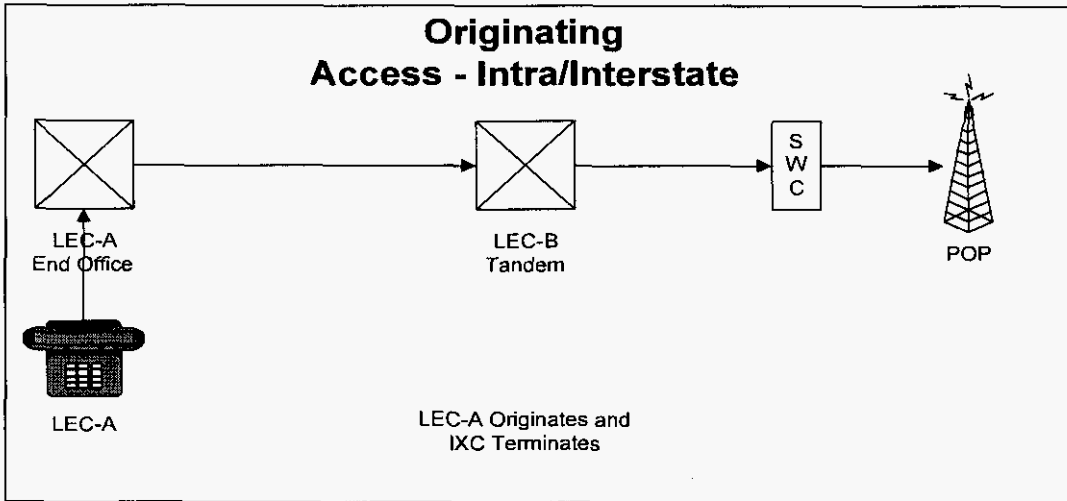 Originating
Access - Intra/Interstate
S
W
C
LEC-A
End Office
LEC-B
Tandem
POP
LEC-A
LEC-A Originates and
IXC Terminates